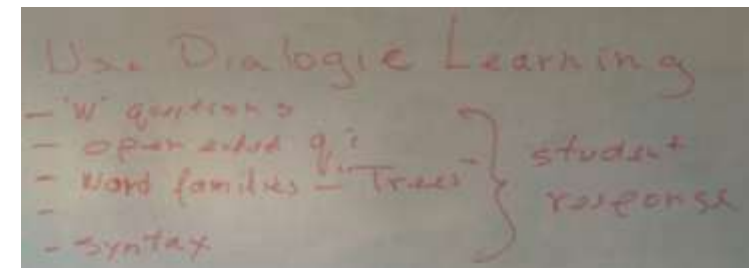 Use Dialogic Learning
- "W" questions
- open ended q's
- Word families - "Trees"
-
- Syntax
student
response